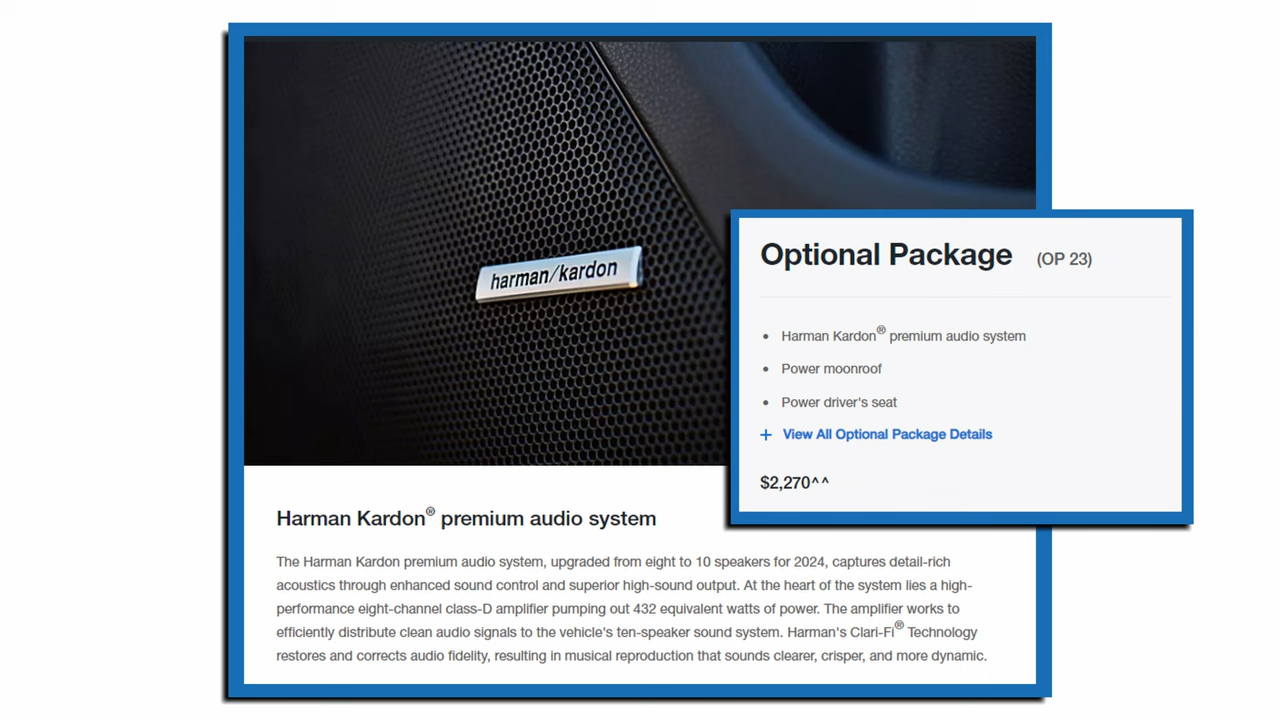 harman/kardon
Optional Package (OP 23)
• Harman Kardon® premium audio system
• Power moonroof
• Power driver's seat
+ View All Optional Package Details
$2,270^^
Harman Kardon® premium audio system
The Harman Kardon premium audio system, upgraded from eight to 10 speakers for 2024, captures detail-rich
acoustics through enhanced sound control and superior high-sound output. At the heart of the system lies a high-
performance eight-channel class-D amplifier pumping out 432 equivalent watts of power. The amplifier works to
efficiently distribute clean audio signals to the vehicle's ten-speaker sound system. Harman's Clari-Fi® Technology
restores and corrects audio fidelity, resulting in musical reproduction that sounds clearer, crisper, and more dynamic.